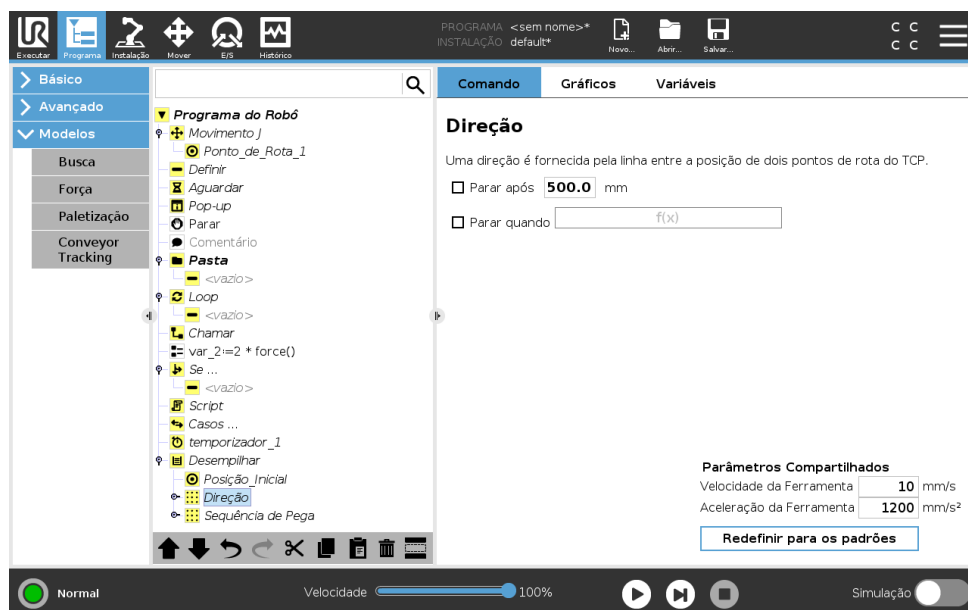 PROGRAMA <sem nome>*
INSTALAÇÃO default*
UR
Executar
Programa
Instalação
Mover
E/S
Histórico
Novo...
Abrir...
Salvar...
C C
C C
Básico
Avançado
Modelos
Busca
Força
Paletização
Conveyor
Tracking
Programa do Robô
Movimento J
Ponto_de_Rota_1
Definir
Aguardar
Pop-up
Parar
Comentário
Pasta
<vazio>
Loop
<vazio>
Chamar
var_2:=2 * force()
Se ...
<vazio>
Script
Casos ...
temporizador_1
Desempilhar
Posição_Inicial
Direção
Sequência de Pega
Comando Gráficos Variáveis
Direção
Uma direção é fornecida pela linha entre a posição de dois pontos de rota do TCP.
Parar após 500.0 mm
Parar quando f(x)
Parâmetros Compartilhados
Velocidade da Ferramenta 10 mm/s
Aceleração da Ferramenta 1200 mm/s²
Redefinir para os padrões
Normal
Velocidade 100%
Simulação